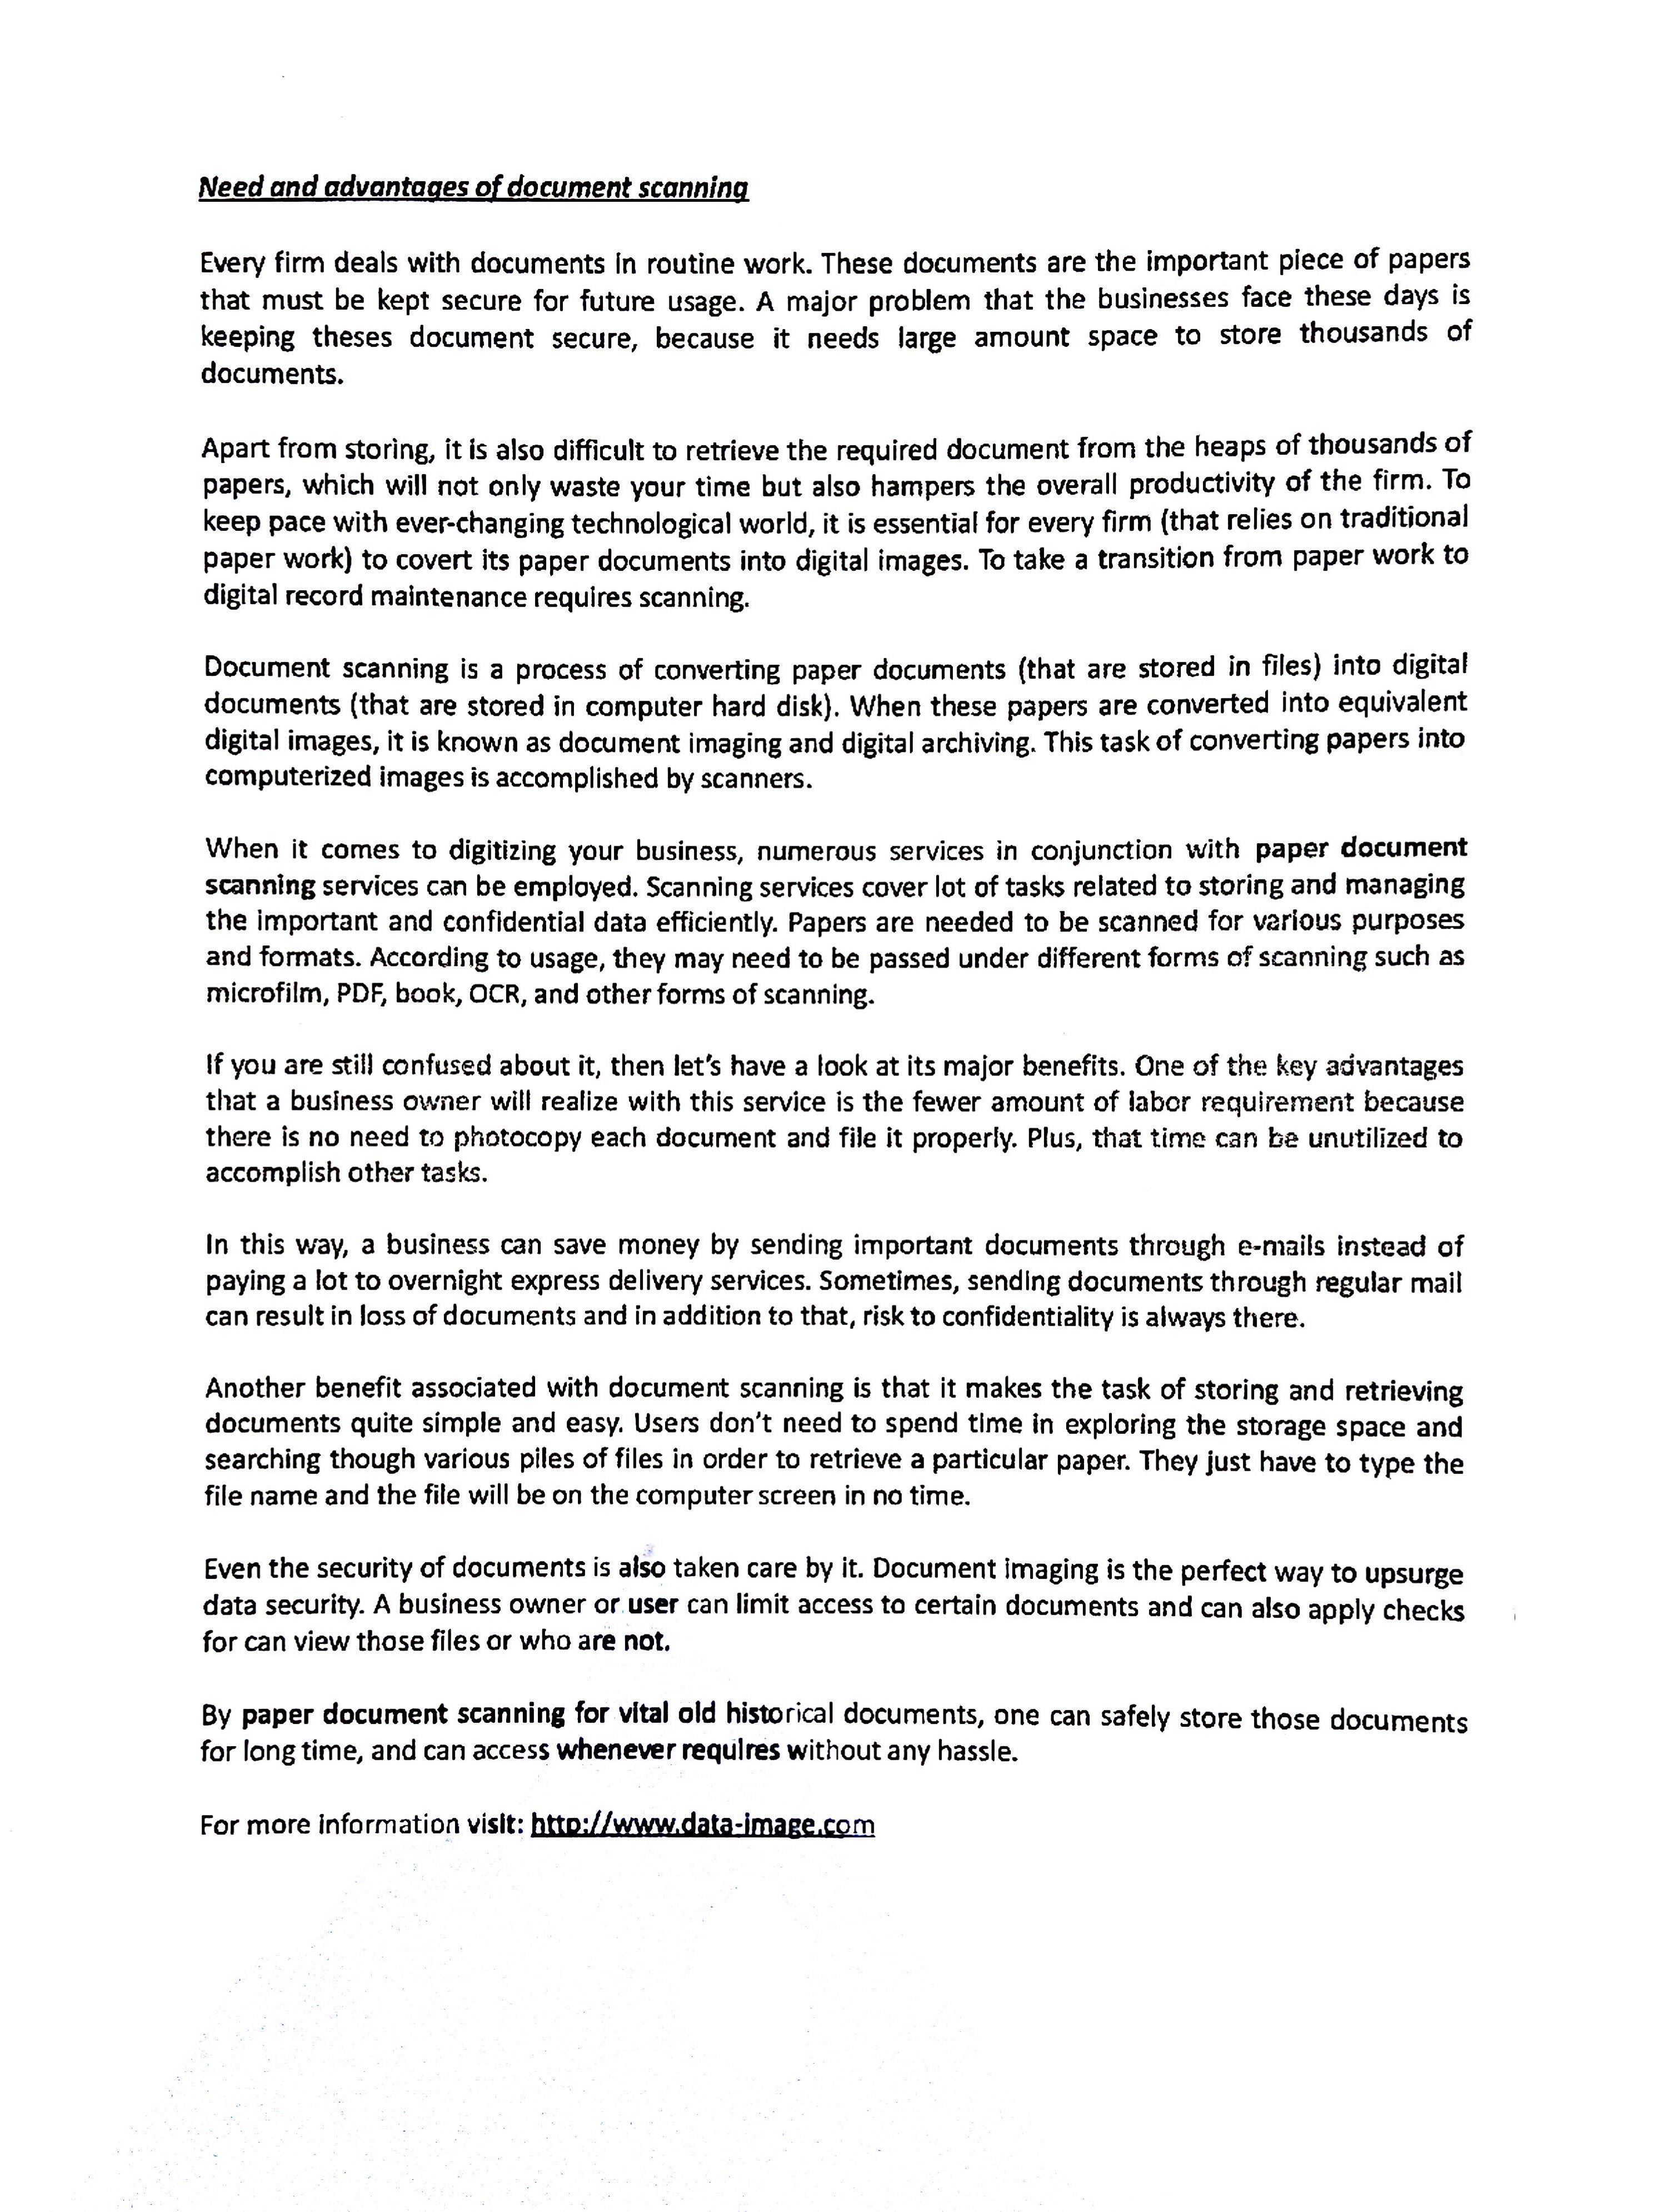 Need and advantages of document scanning
Every firm deals with documents in routine work. These documents are the important piece of papers
that must be kept secure for future usage. A major problem that the businesses face these days is
keeping theses document secure, because it needs large amount space to store thousands of
documents.
Apart from storing, it is also difficult to retrieve the required document from the heaps of thousands of
papers, which will not only waste your time but also hampers the overall productivity of the firm. To
keep pace with ever-changing technological world, it is essential for every firm (that relies on traditional
paper work) to covert its paper documents into digital images. To take a transition from paper work to
digital record maintenance requires scanning.
Document scanning is a process of converting paper documents (that are stored in files) into digital
documents (that are stored in computer hard disk). When these papers are converted into equivalent
digital images, it is known as document imaging and digital archiving. This task of converting papers into
computerized images is accomplished by scanners.
When it comes to digitizing your business, numerous services in conjunction with paper document
scanning services can be employed. Scanning services cover lot of tasks related to storing and managing
the important and confidential data efficiently. Papers are needed to be scanned for various purposes
and formats. According to usage, they may need to be passed under different forms of scanning such as
microfilm, PDF, book, OCR, and other forms of scanning.
If you are still confused about it, then let's have a look at its major benefits. One of the key advantages
that a business owner will realize with this service is the fewer amount of labor requirement because
there is no need to photocopy each document and file it properly. Plus, that time can be unutilized to
accomplish other tasks.
In this way, a business can save money by sending important documents through e-mails instead of
paying a lot to overnight express delivery services. Sometimes, sending documents through regular mail
can result in loss of documents and in addition to that, risk to confidentiality is always there.
Another benefit associated with document scanning is that it makes the task of storing and retrieving
documents quite simple and easy. Users don't need to spend time in exploring the storage space and
searching though various piles of files in order to retrieve a particular paper. They just have to type the
file name and the file will be on the computer screen in no time.
Even the security of documents is also taken care by it. Document imaging is the perfect way to upsurge
data security. A business owner or user can limit access to certain documents and can also apply checks
for can view those files or who are not.
By paper document scanning for vital old historical documents, one can safely store those documents
for long time, and can access whenever requires without any hassle.
For more information visit: http://www.data-image.com